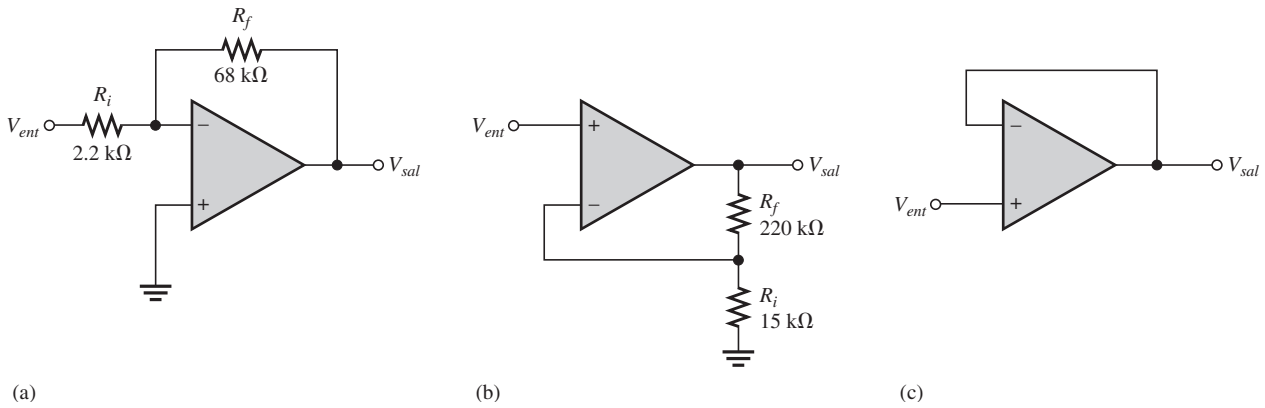 R_f
68 kΩ
R_i
V_ent
2.2 kΩ
−
+
V_sal
(a)
V_ent
+
−
V_sal
R_f
220 kΩ
R_i
15 kΩ
(b)
−
V_ent
+
V_sal
(c)